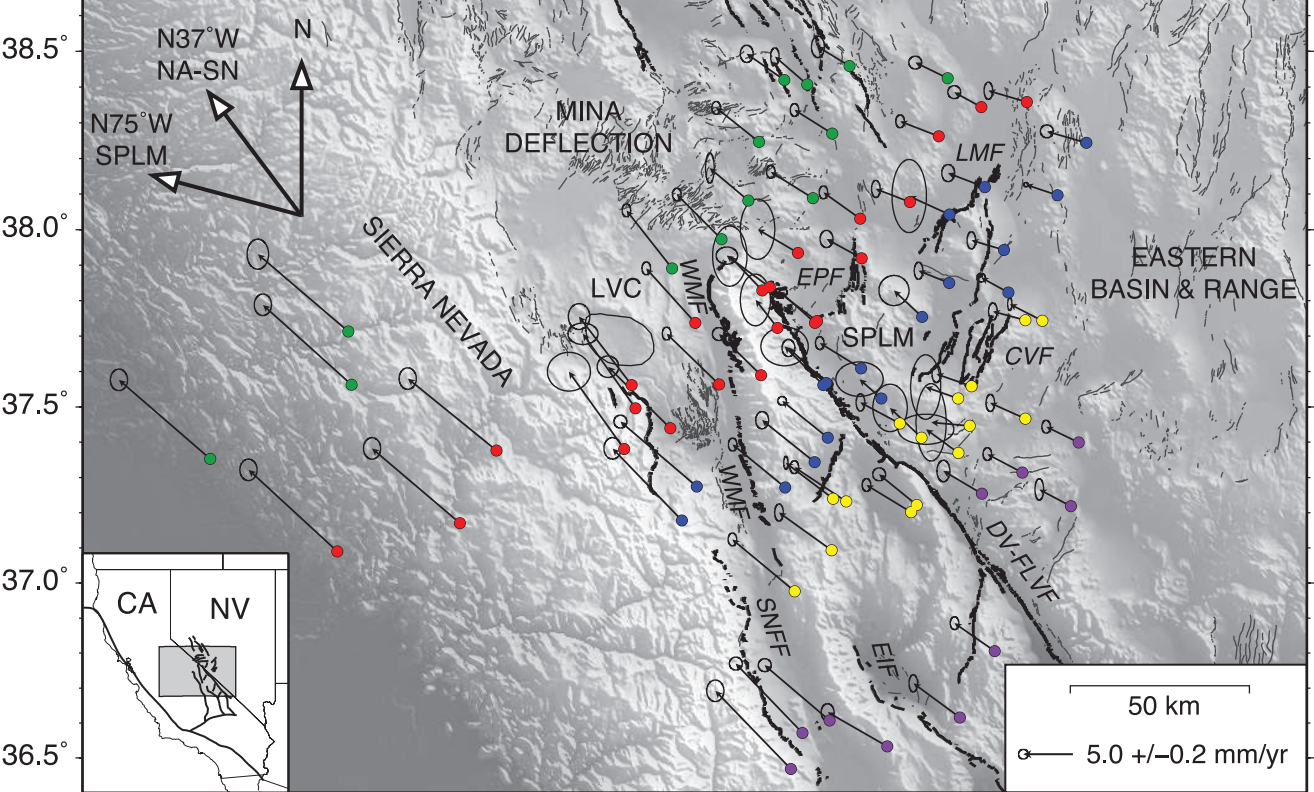 38.5°
38.0°
37.5°
37.0°
36.5°
N37°W
NA-SN
N
N75°W
SPLM
MINA
DEFLECTION
LMF
SIERRA NEVADA
LVC
WMF
EPF
SPLM
EASTERN
BASIN & RANGE
CVF
WMF
DV-FLVF
SNFF
EIF
CA
NV
50 km
5.0 +/–0.2 mm/yr